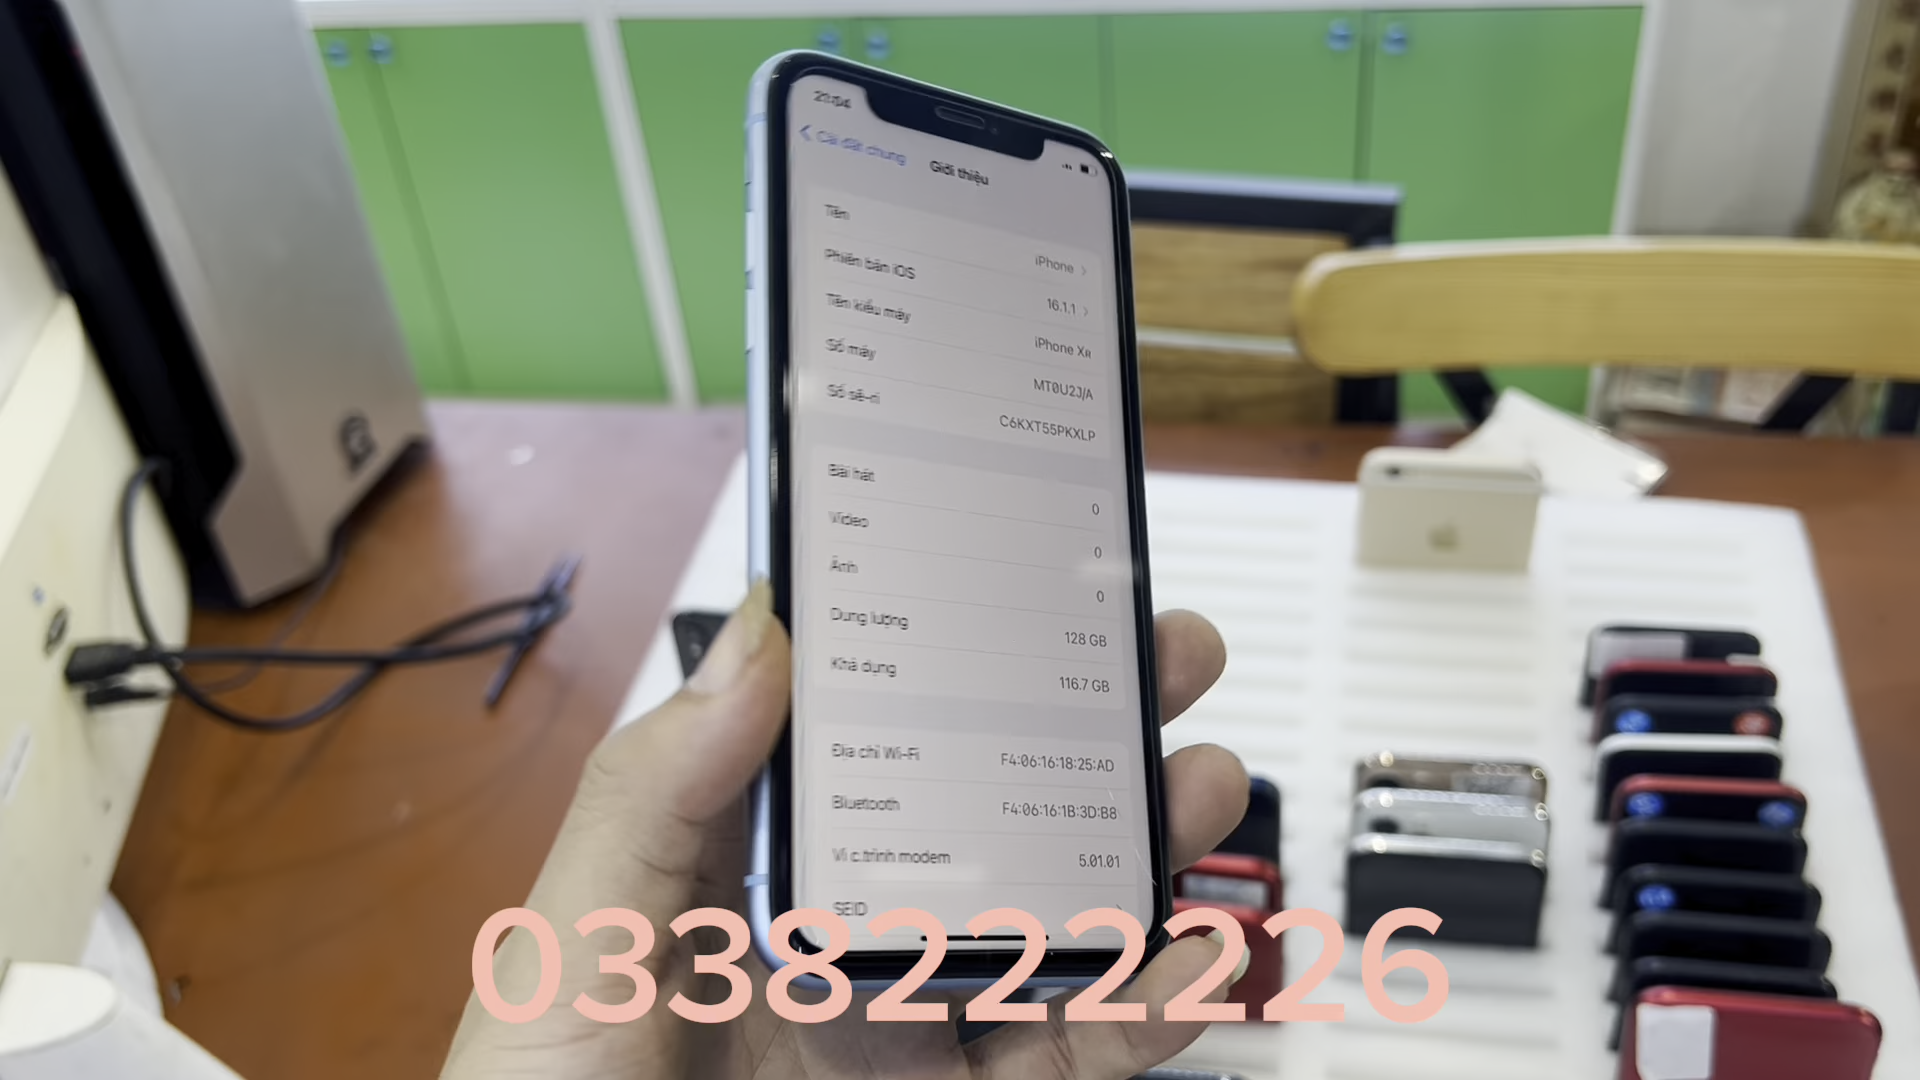 21:04
Cài đặt chung
Giới thiệu
Tên
iPhone
Phiên bản iOS
16.1.1
Tên kiểu máy
iPhone XR
Số máy
MT0U2J/A
Số sê-ri
C6KXT55PKXLP
Bài hát
0
Video
0
Ảnh
0
Dung lượng
128 GB
Khả dụng
116.7 GB
Địa chỉ Wi-Fi
F4:06:16:18:25:AD
Bluetooth
F4:06:16:1B:3D:B8
Vi c.trình modem
5.01.01
SEID
0338222226